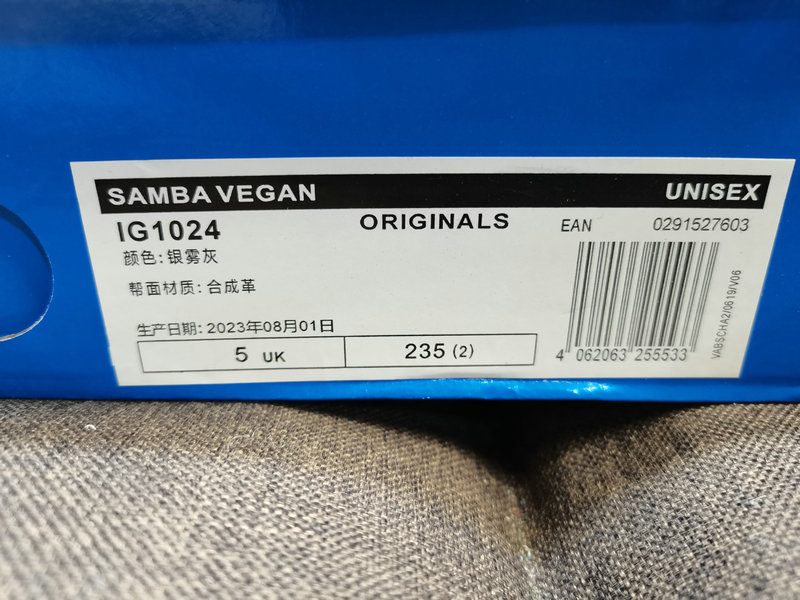 SAMBA VEGAN UNISEX
IG1024 ORIGINALS EAN 0291527603
颜色: 银雾灰
帮面材质: 合成革
生产日期: 2023年08月01日
5 UK 235 (2)
4 062063 255533
VABSCHA2/0619/V06